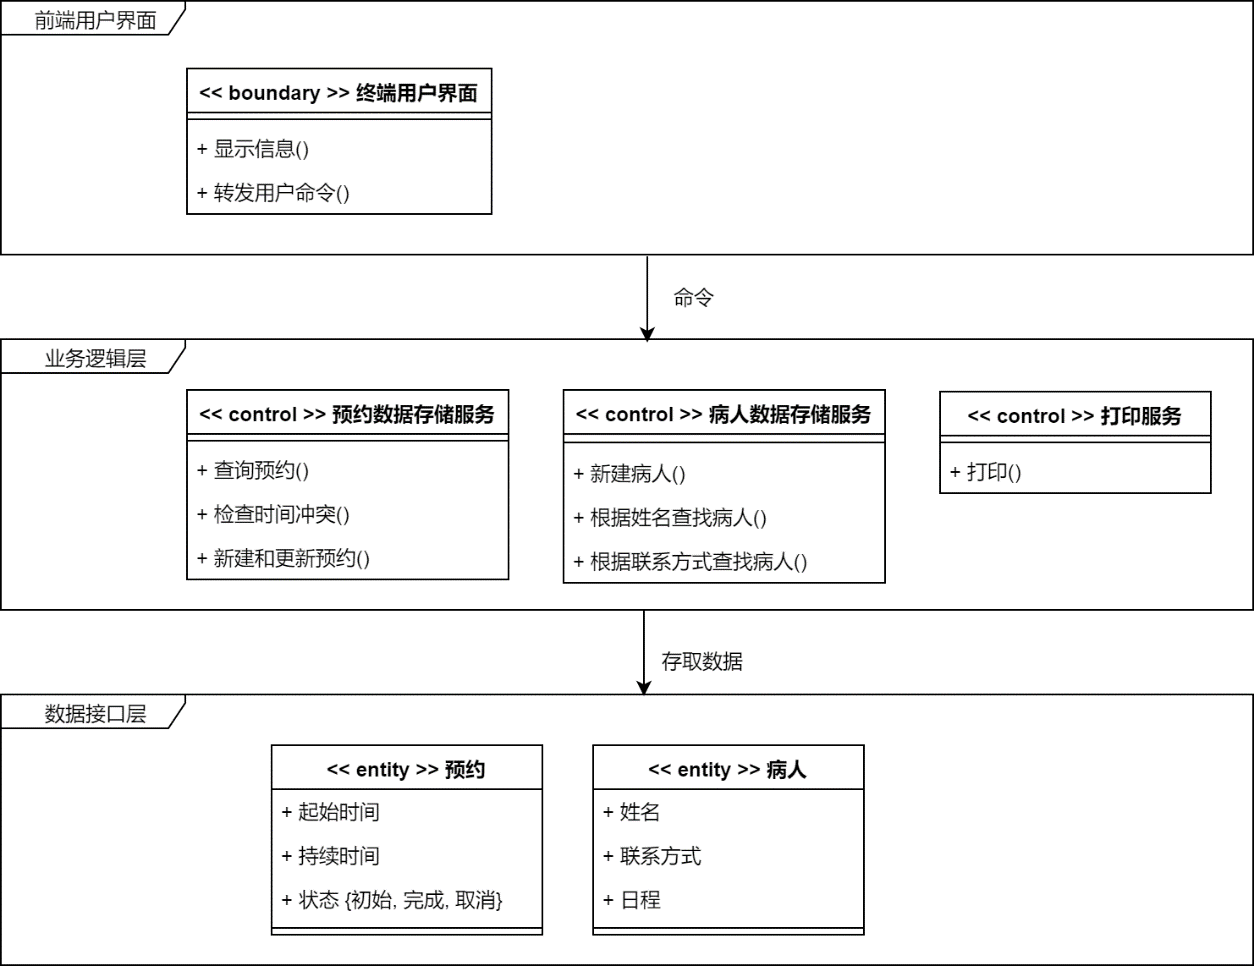 前端用户界面
<< boundary >> 终端用户界面
+ 显示信息()
+ 转发用户命令()
命令
业务逻辑层
<< control >> 预约数据存储服务
+ 查询预约()
+ 检查时间冲突()
+ 新建和更新预约()
<< control >> 病人数据存储服务
+ 新建病人()
+ 根据姓名查找病人()
+ 根据联系方式查找病人()
<< control >> 打印服务
+ 打印()
存取数据
数据接口层
<< entity >> 预约
+ 起始时间
+ 持续时间
+ 状态 {初始, 完成, 取消}
<< entity >> 病人
+ 姓名
+ 联系方式
+ 日程